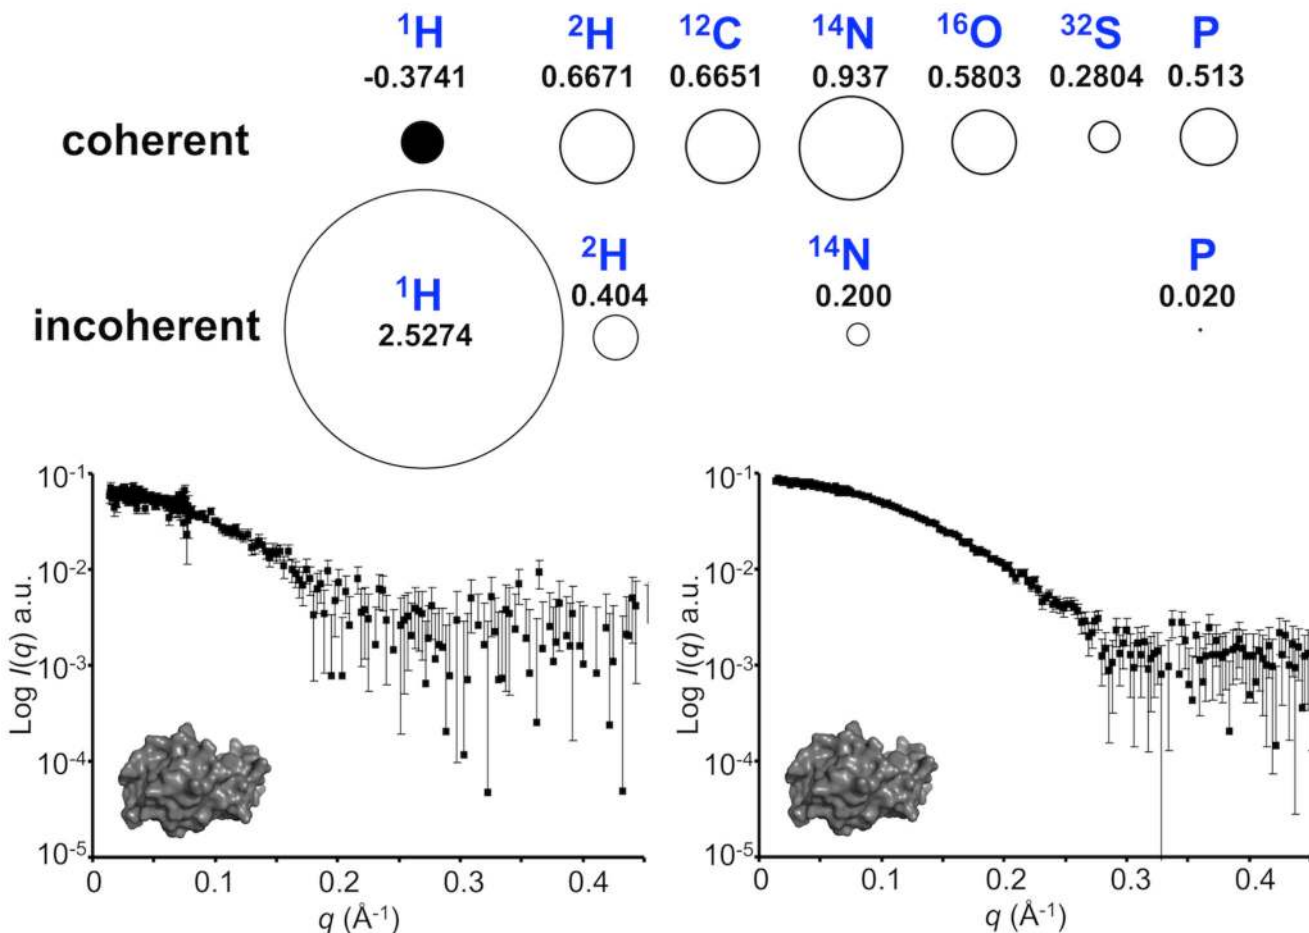 ¹H ²H ¹²C ¹⁴N ¹⁶O ³²S P
-0.3741 0.6671 0.6651 0.937 0.5803 0.2804 0.513
coherent
²H ¹⁴N P
¹H 0.404 0.200 0.020
incoherent 2.5274
10⁻¹ 10⁻¹
10⁻² 10⁻²
Log I(q) a.u. Log I(q) a.u.
10⁻³ 10⁻³
10⁻⁴ 10⁻⁴
10⁻⁵ 10⁻⁵
0 0.1 0.2 0.3 0.4 0 0.1 0.2 0.3 0.4
q (Å⁻¹) q (Å⁻¹)